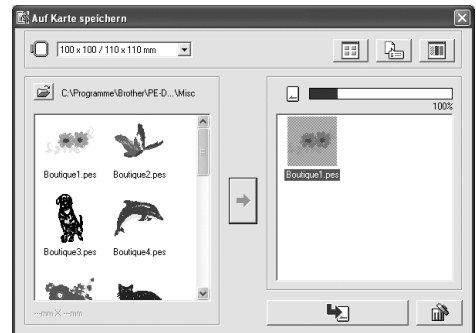 Auf Karte speichern
100 x 100 / 110 x 110 mm
C:\Programme\Brother\PE-D...\Misc
100%
Boutique1.pes Boutique2.pes
Boutique1.pes
Boutique3.pes Boutique4.pes
---mm X ---mm